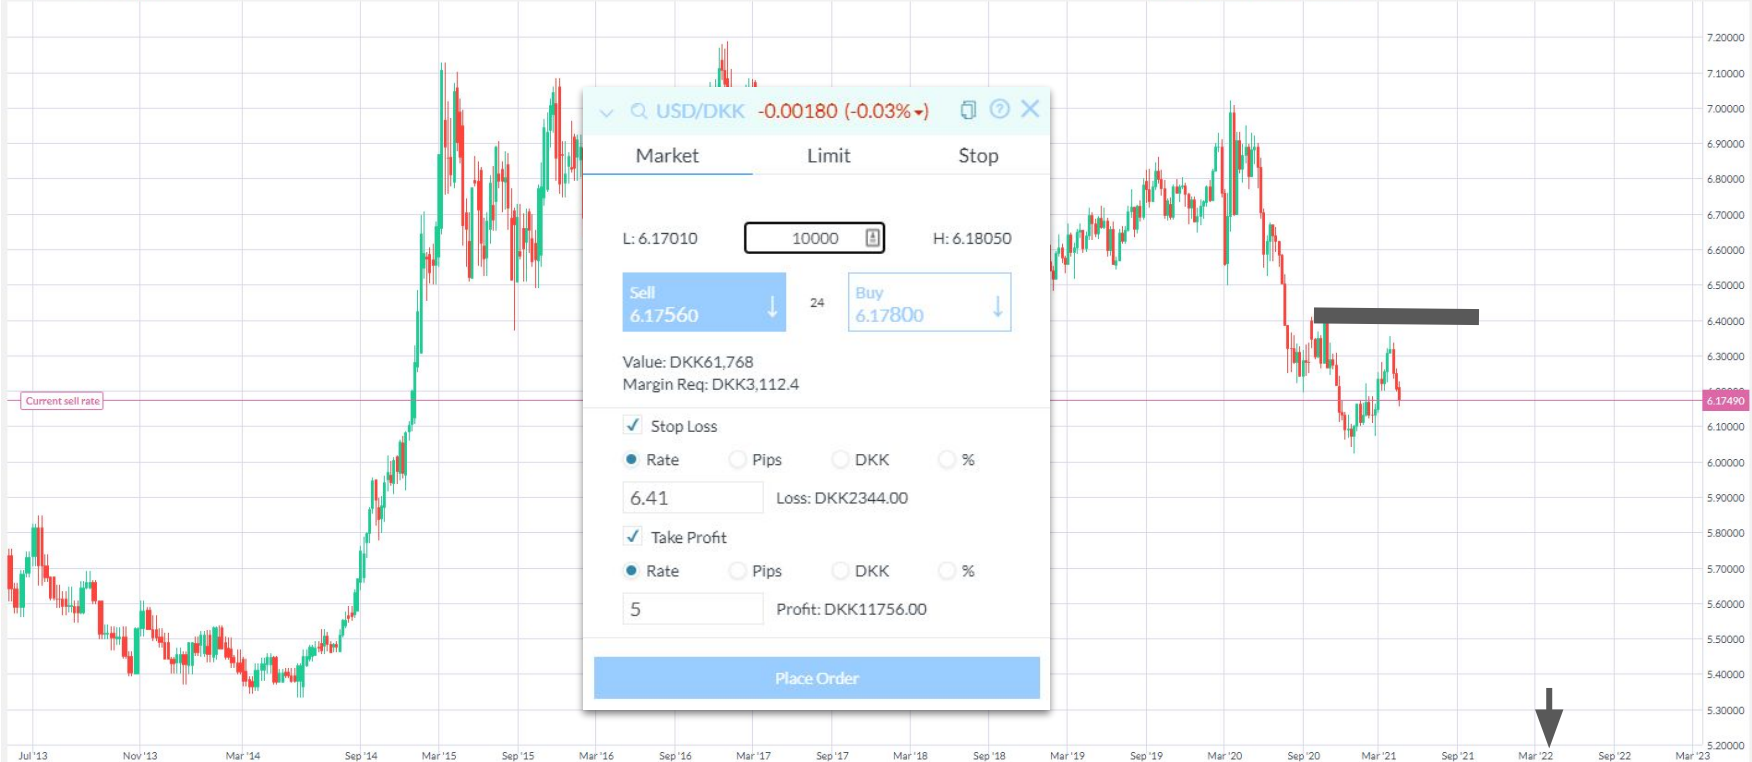 7.20000
7.10000
7.00000
6.90000
6.80000
6.70000
6.60000
6.50000
6.40000
6.30000
6.17490
6.10000
6.00000
5.90000
5.80000
5.70000
5.60000
5.50000
5.40000
5.30000
5.20000
Current sell rate
USD/DKK -0.00180 (-0.03%)
Market Limit Stop
L: 6.17010 10000 H: 6.18050
Sell
6.17560
24
Buy
6.17800
Value: DKK61,768
Margin Req: DKK3,112.4
Stop Loss
Rate Pips DKK %
6.41 Loss: DKK2344.00
Take Profit
Rate Pips DKK %
5 Profit: DKK11756.00
Place Order
Jul '13 Nov '13 Mar '14 Sep '14 Mar '15 Sep '15 Mar '16 Sep '16 Mar '17 Sep '17 Mar '18 Sep '18 Mar '19 Sep '19 Mar '20 Sep '20 Mar '21 Sep '21 Mar '22 Sep '22 Mar '23